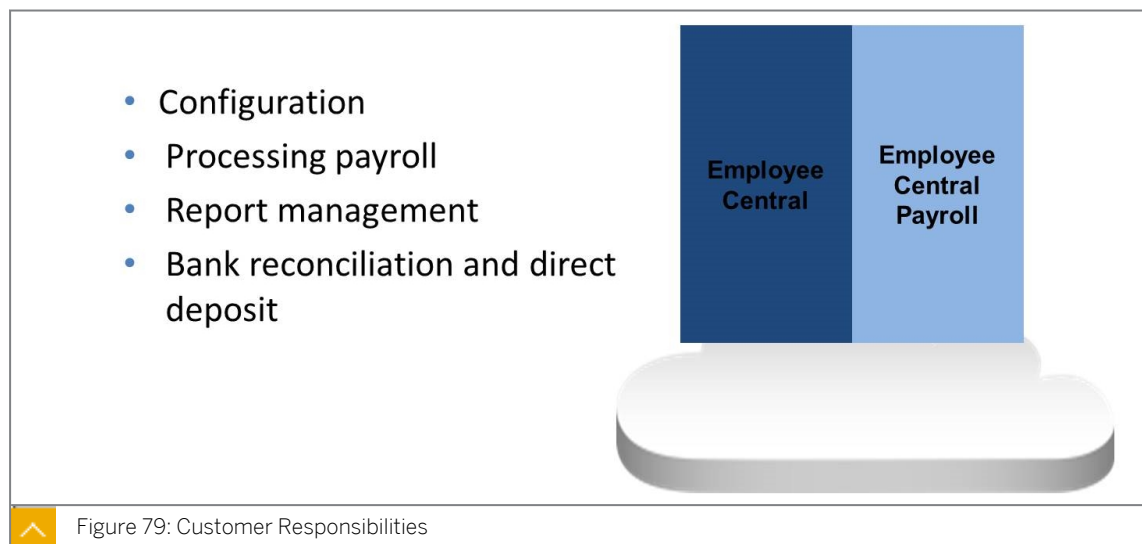 • Configuration
• Processing payroll
• Report management
• Bank reconciliation and direct
deposit
Employee
Central
Employee
Central
Payroll
Figure 79: Customer Responsibilities